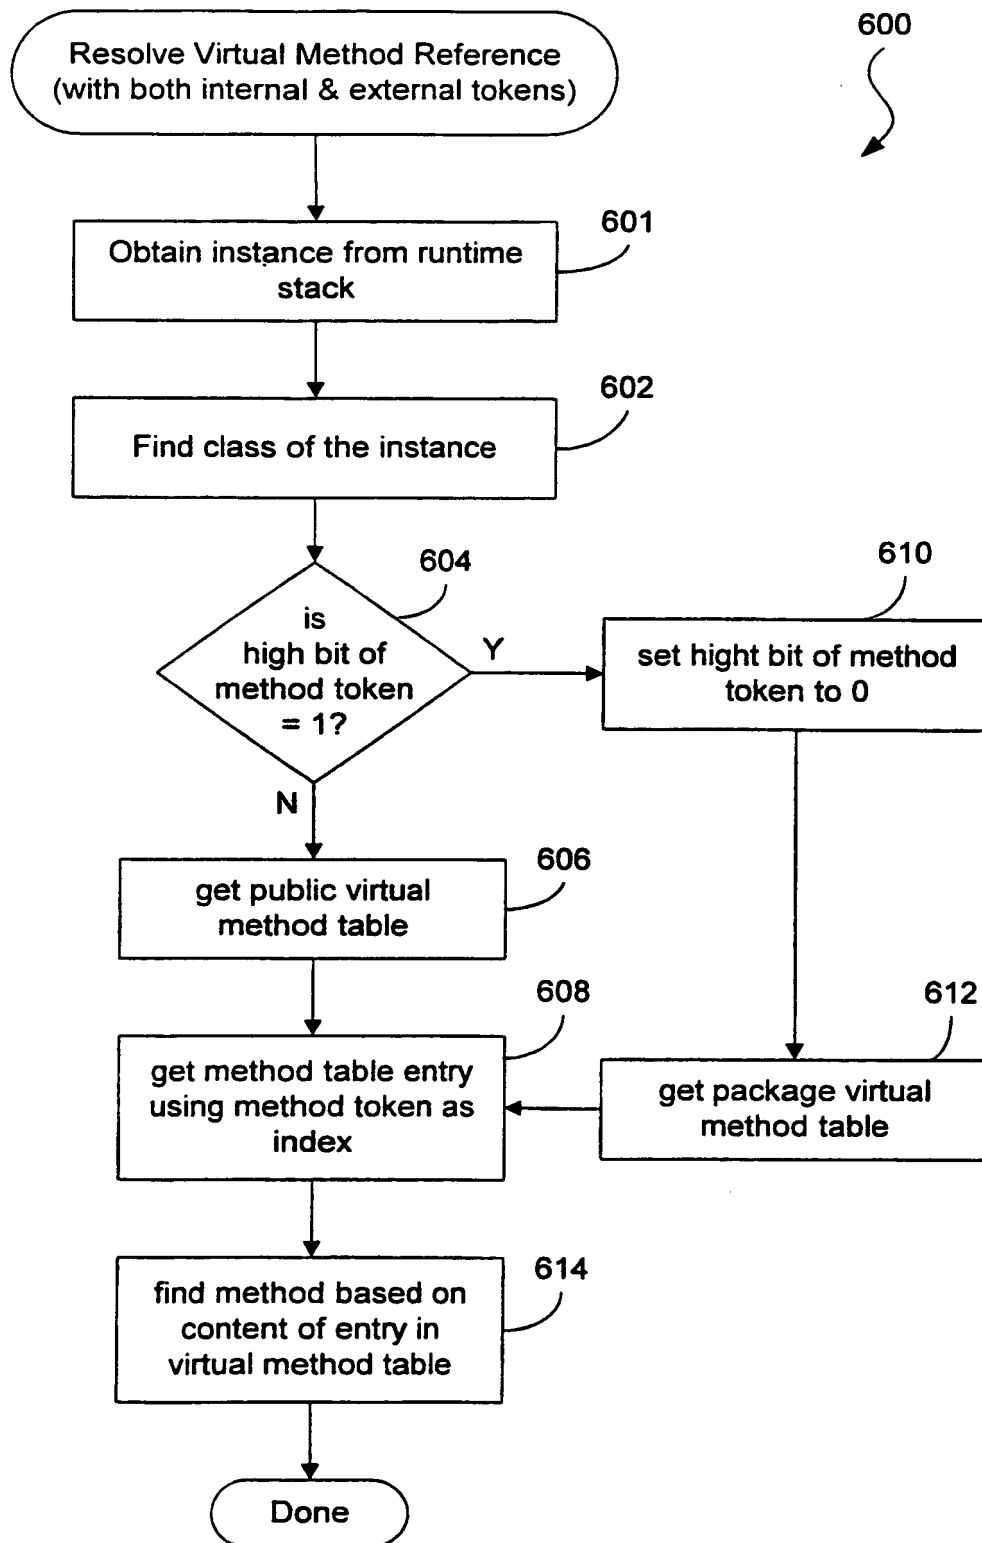 Resolve Virtual Method Reference
(with both internal & external tokens)
600
Obtain instance from runtime
stack
601
Find class of the instance
602
is
high bit of
method token
= 1?
604
Y
N
set hight bit of method
token to 0
610
get public virtual
method table
606
get method table entry
using method token as
index
608
get package virtual
method table
612
find method based on
content of entry in
virtual method table
614
Done